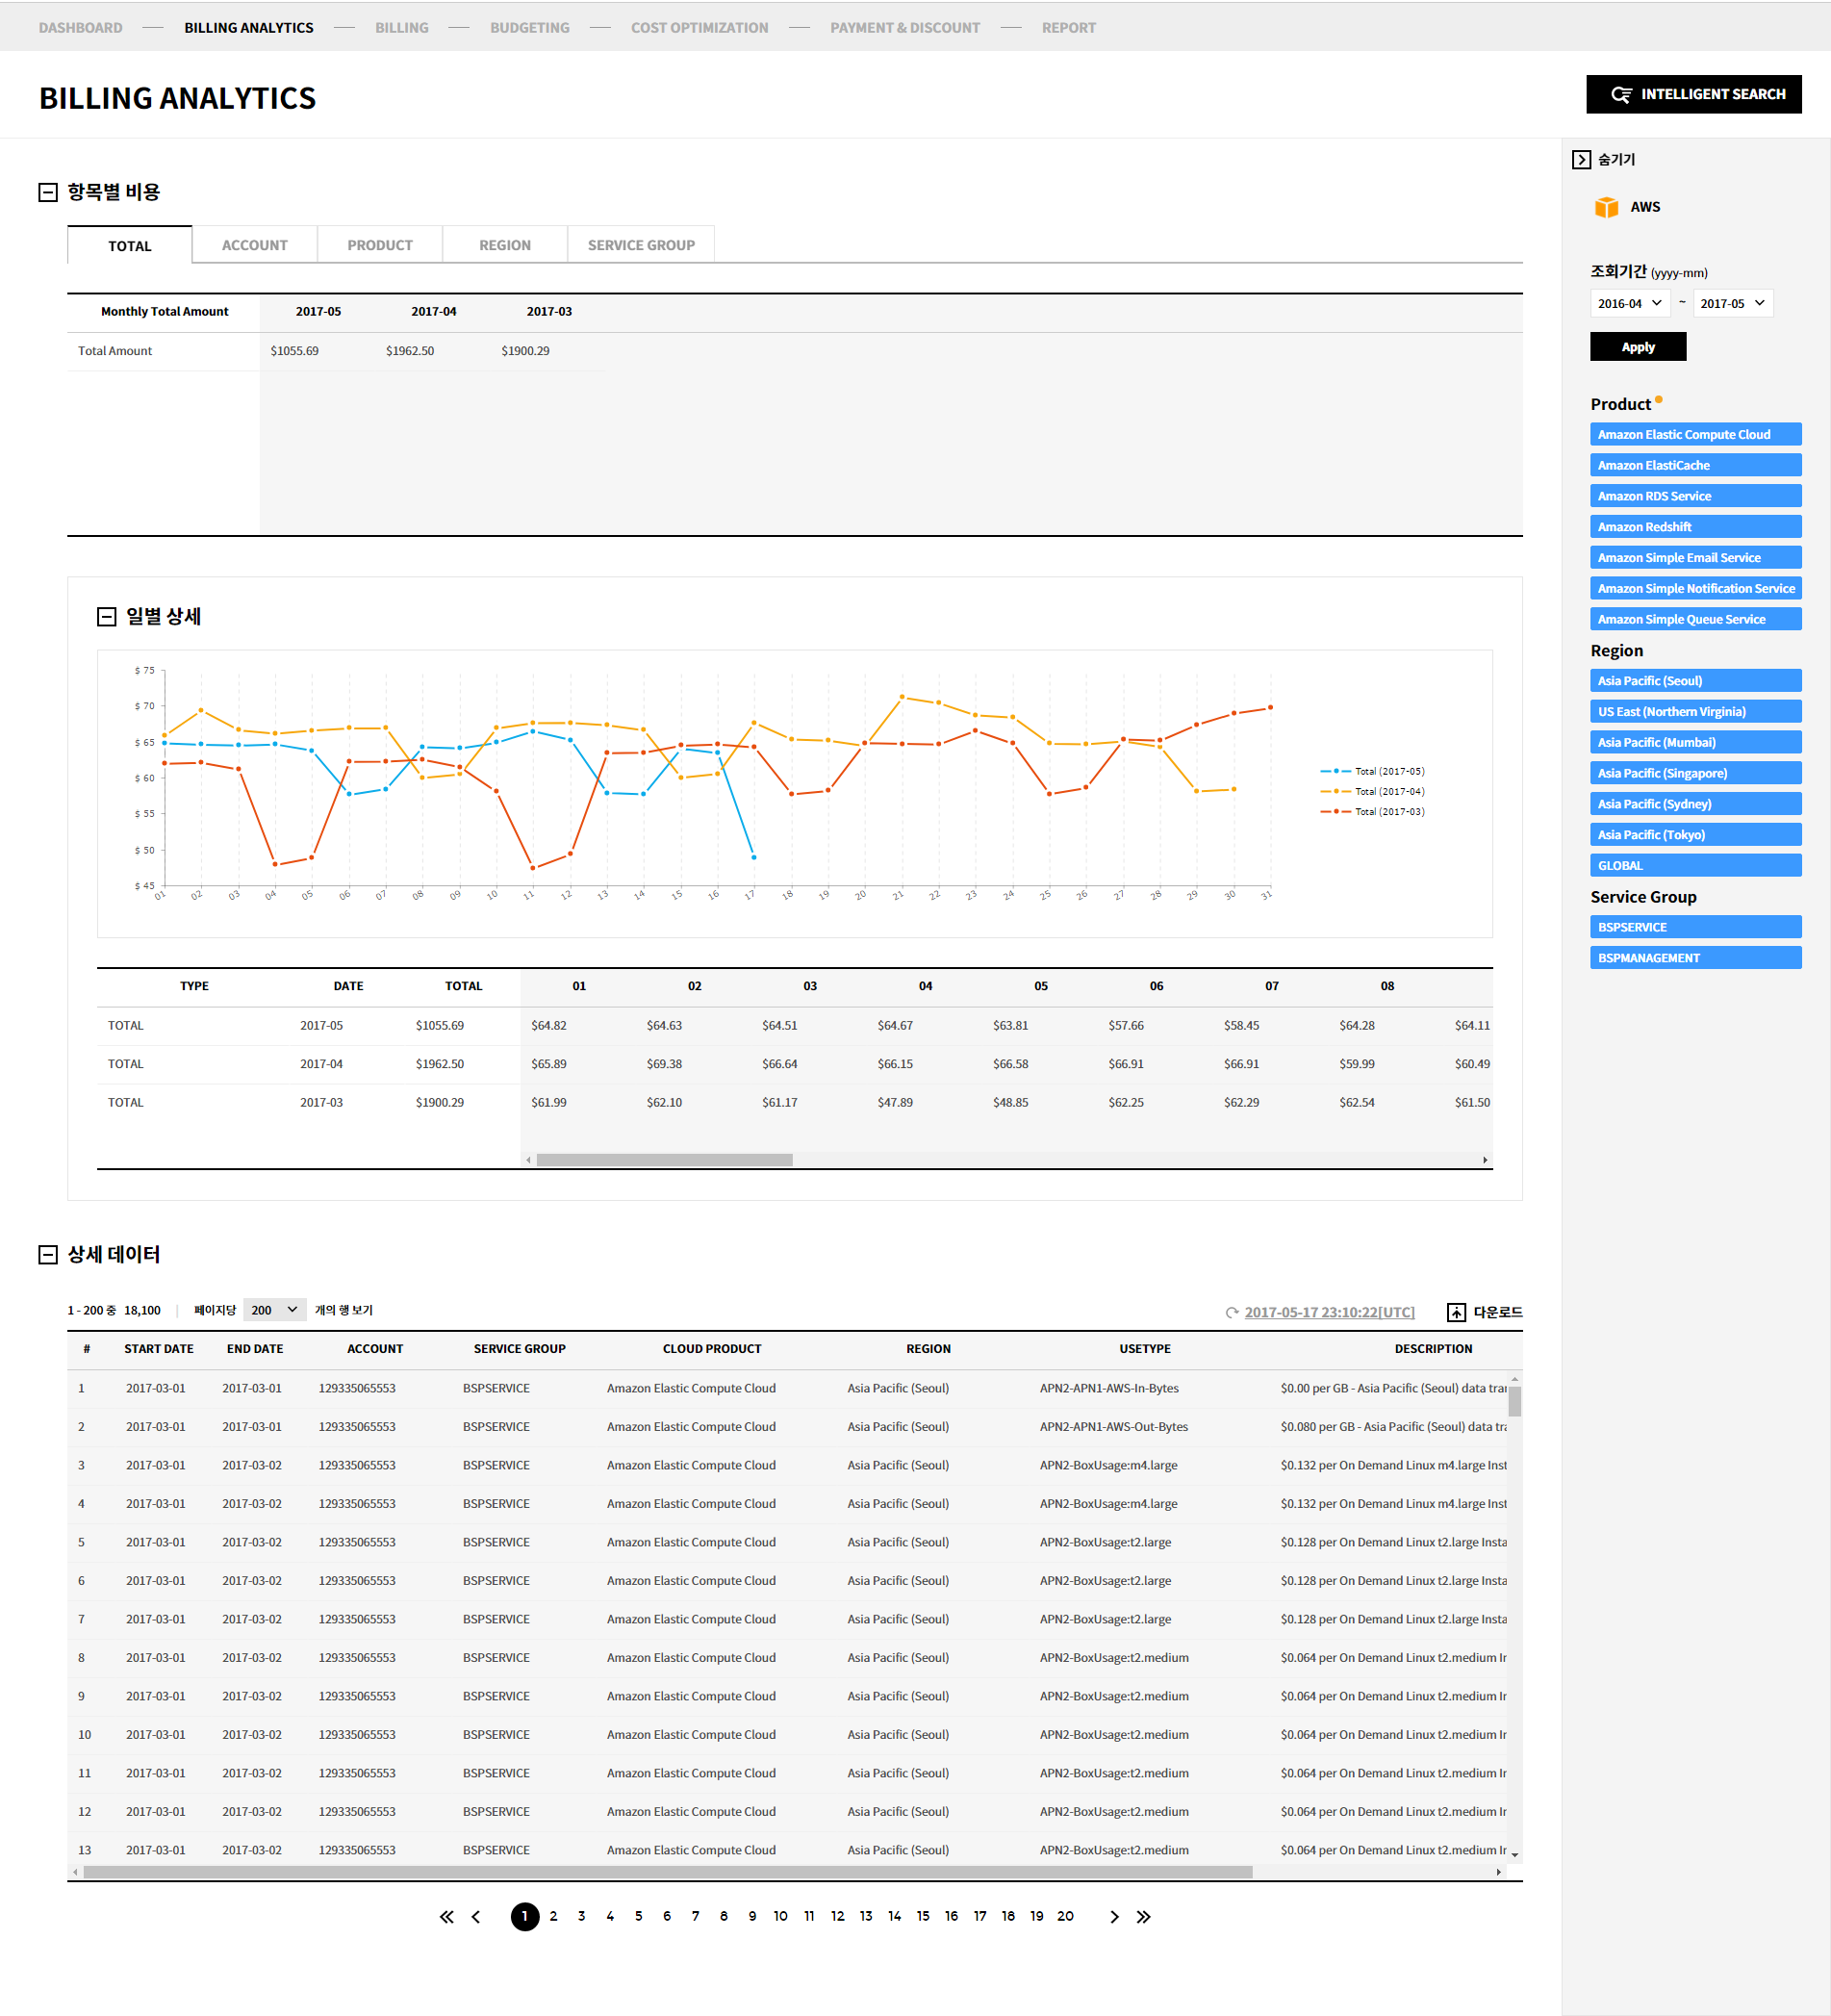 DASHBOARD BILLING ANALYTICS BILLING BUDGETING COST OPTIMIZATION PAYMENT & DISCOUNT REPORT
BILLING ANALYTICS
INTELLIGENT SEARCH
항목별 비용
TOTAL ACCOUNT PRODUCT REGION SERVICE GROUP
Monthly Total Amount 2017-05 2017-04 2017-03
Total Amount $1055.69 $1962.50 $1900.29
일별 상세
$ 75
$ 70
$ 65
$ 60
$ 55
$ 50
$ 45
01 02 03 04 05 06 07 08 09 10 11 12 13 14 15 16 17 18 19 20 21 22 23 24 25 26 27 28 29 30 31
Total (2017-05)
Total (2017-04)
Total (2017-03)
TYPE DATE TOTAL 01 02 03 04 05 06 07 08
TOTAL 2017-05 $1055.69 $64.82 $64.63 $64.51 $64.67 $63.81 $57.66 $58.45 $64.28 $64.11
TOTAL 2017-04 $1962.50 $65.89 $69.38 $66.64 $66.15 $66.58 $66.91 $66.91 $59.99 $60.49
TOTAL 2017-03 $1900.29 $61.99 $62.10 $61.17 $47.89 $48.85 $62.25 $62.29 $62.54 $61.50
상세 데이터
1 - 200 중 18,100 | 페이지당 200 개의 행 보기
2017-05-17 23:10:22[UTC] 다운로드
# START DATE END DATE ACCOUNT SERVICE GROUP CLOUD PRODUCT REGION USETYPE DESCRIPTION
1 2017-03-01 2017-03-01 129335065553 BSPSERVICE Amazon Elastic Compute Cloud Asia Pacific (Seoul) APN2-APN1-AWS-In-Bytes $0.00 per GB - Asia Pacific (Seoul) data
2 2017-03-01 2017-03-01 129335065553 BSPSERVICE Amazon Elastic Compute Cloud Asia Pacific (Seoul) APN2-APN1-AWS-Out-Bytes $0.080 per GB - Asia Pacific (Seoul) data
3 2017-03-01 2017-03-02 129335065553 BSPSERVICE Amazon Elastic Compute Cloud Asia Pacific (Seoul) APN2-BoxUsage:m4.large $0.132 per On Demand Linux m4.large Inst
4 2017-03-01 2017-03-02 129335065553 BSPSERVICE Amazon Elastic Compute Cloud Asia Pacific (Seoul) APN2-BoxUsage:m4.large $0.132 per On Demand Linux m4.large Inst
5 2017-03-01 2017-03-02 129335065553 BSPSERVICE Amazon Elastic Compute Cloud Asia Pacific (Seoul) APN2-BoxUsage:t2.large $0.128 per On Demand Linux t2.large Insta
6 2017-03-01 2017-03-02 129335065553 BSPSERVICE Amazon Elastic Compute Cloud Asia Pacific (Seoul) APN2-BoxUsage:t2.large $0.128 per On Demand Linux t2.large Insta
7 2017-03-01 2017-03-02 129335065553 BSPSERVICE Amazon Elastic Compute Cloud Asia Pacific (Seoul) APN2-BoxUsage:t2.large $0.128 per On Demand Linux t2.large Insta
8 2017-03-01 2017-03-02 129335065553 BSPSERVICE Amazon Elastic Compute Cloud Asia Pacific (Seoul) APN2-BoxUsage:t2.medium $0.064 per On Demand Linux t2.medium
9 2017-03-01 2017-03-02 129335065553 BSPSERVICE Amazon Elastic Compute Cloud Asia Pacific (Seoul) APN2-BoxUsage:t2.medium $0.064 per On Demand Linux t2.medium
10 2017-03-01 2017-03-02 129335065553 BSPSERVICE Amazon Elastic Compute Cloud Asia Pacific (Seoul) APN2-BoxUsage:t2.medium $0.064 per On Demand Linux t2.medium
11 2017-03-01 2017-03-02 129335065553 BSPSERVICE Amazon Elastic Compute Cloud Asia Pacific (Seoul) APN2-BoxUsage:t2.medium $0.064 per On Demand Linux t2.medium
12 2017-03-01 2017-03-02 129335065553 BSPSERVICE Amazon Elastic Compute Cloud Asia Pacific (Seoul) APN2-BoxUsage:t2.medium $0.064 per On Demand Linux t2.medium
13 2017-03-01 2017-03-02 129335065553 BSPSERVICE Amazon Elastic Compute Cloud Asia Pacific (Seoul) APN2-BoxUsage:t2.medium $0.064 per On Demand Linux t2.medium
1 2 3 4 5 6 7 8 9 10 11 12 13 14 15 16 17 18 19 20
숨기기
AWS
조회기간 (yyyy-mm)
2016-04 ~ 2017-05
Apply
Product
Amazon Elastic Compute Cloud
Amazon ElastiCache
Amazon RDS Service
Amazon Redshift
Amazon Simple Email Service
Amazon Simple Notification Service
Amazon Simple Queue Service
Region
Asia Pacific (Seoul)
US East (Northern Virginia)
Asia Pacific (Mumbai)
Asia Pacific (Singapore)
Asia Pacific (Sydney)
Asia Pacific (Tokyo)
GLOBAL
Service Group
BSPSERVICE
BSPMANAGEMENT